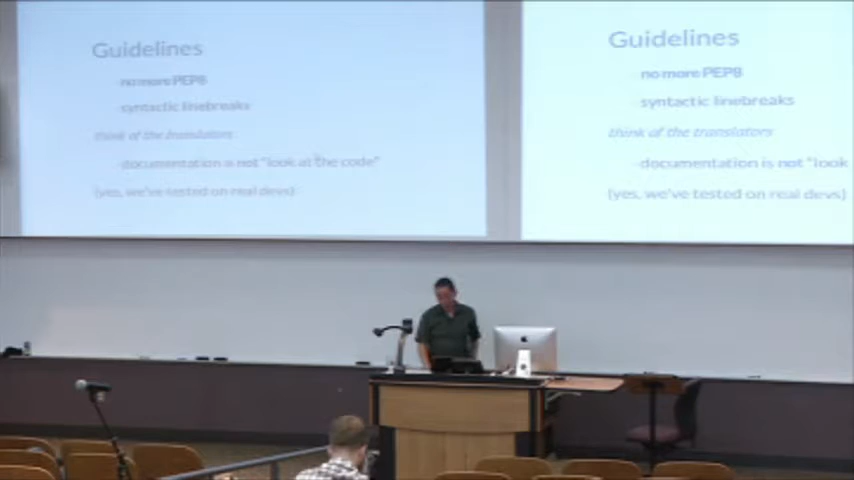 Guidelines
- no more PEP8
- syntactic linebreaks
think of the translators
- documentation is not "look at the code"
(yes, we've tested on real devs)
Guidelines
- no more PEP8
- syntactic linebreaks
think of the translators
- documentation is not "look
(yes, we've tested on real devs)